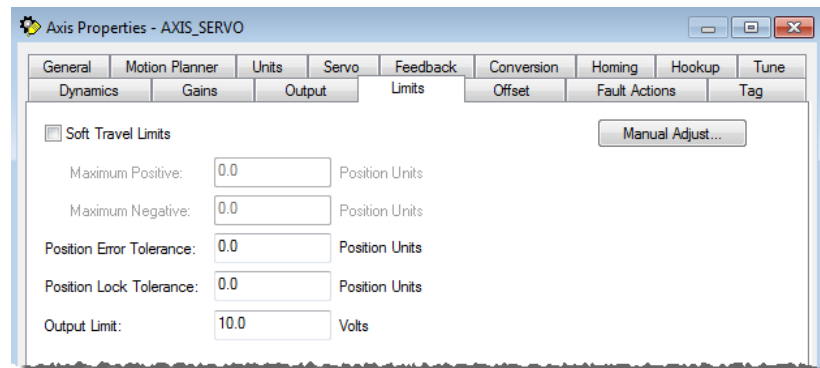 Axis Properties - AXIS_SERVO
General Motion Planner Units Servo Feedback Conversion Homing Hookup Tune
Dynamics Gains Output Limits Offset Fault Actions Tag
Soft Travel Limits Manual Adjust...
Maximum Positive: 0.0 Position Units
Maximum Negative: 0.0 Position Units
Position Error Tolerance: 0.0 Position Units
Position Lock Tolerance: 0.0 Position Units
Output Limit: 10.0 Volts